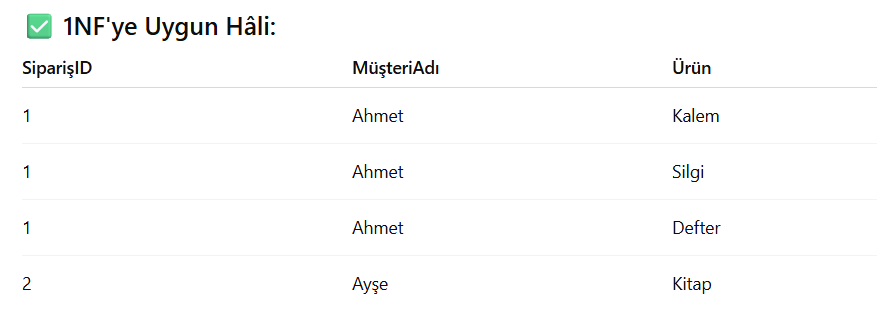 ✅ 1NF'ye Uygun Hâli:
SiparişID MüşteriAdı Ürün
1 Ahmet Kalem
1 Ahmet Silgi
1 Ahmet Defter
2 Ayşe Kitap